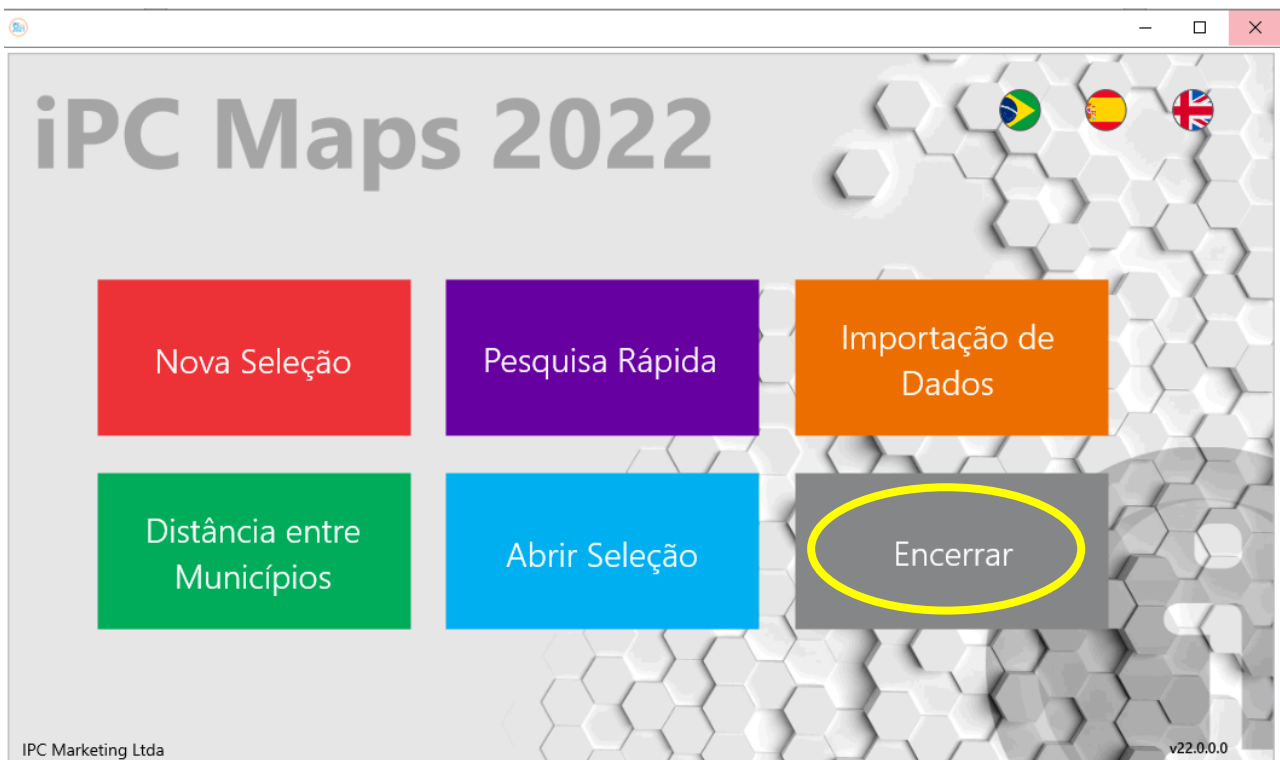 iPC Maps 2022
Nova Seleção
Pesquisa Rápida
Importação de
Dados
Distância entre
Municípios
Abrir Seleção
Encerrar
IPC Marketing Ltda
v22.0.0.0